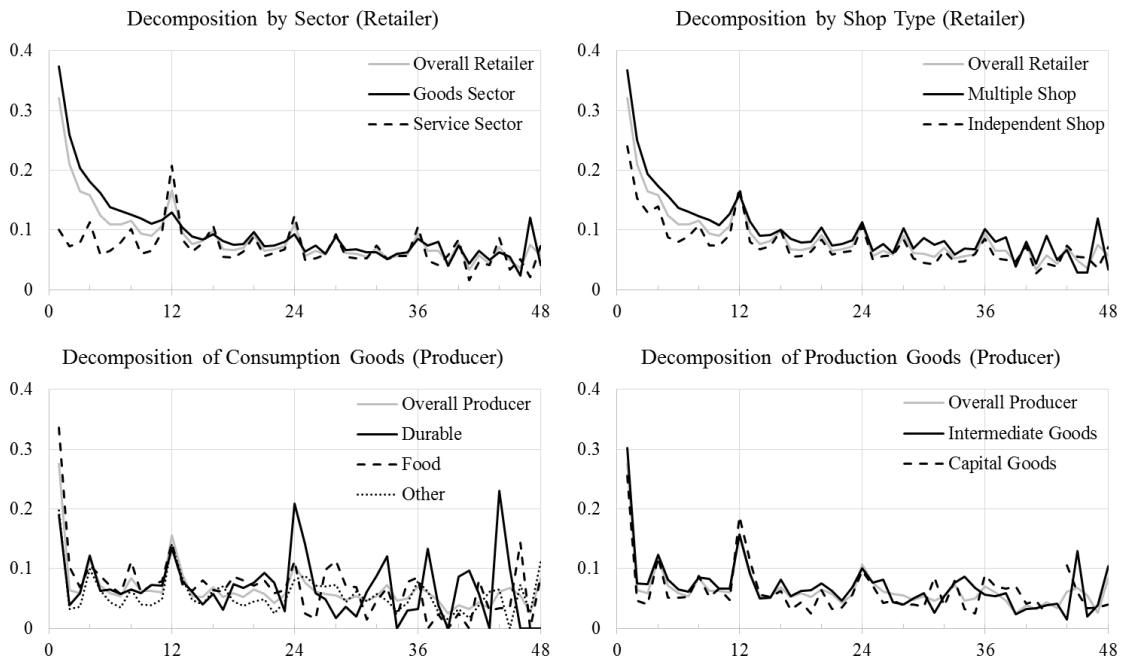 Decomposition by Sector (Retailer)
0.4
0.3
0.2
0.1
0
0
12
24
36
48
Overall Retailer
Goods Sector
Service Sector
Decomposition by Shop Type (Retailer)
0.4
0.3
0.2
0.1
0
0
12
24
36
48
Overall Retailer
Multiple Shop
Independent Shop
Decomposition of Consumption Goods (Producer)
0.4
0.3
0.2
0.1
0
0
12
24
36
48
Overall Producer
Durable
Food
Other
Decomposition of Production Goods (Producer)
0.4
0.3
0.2
0.1
0
0
12
24
36
48
Overall Producer
Intermediate Goods
Capital Goods